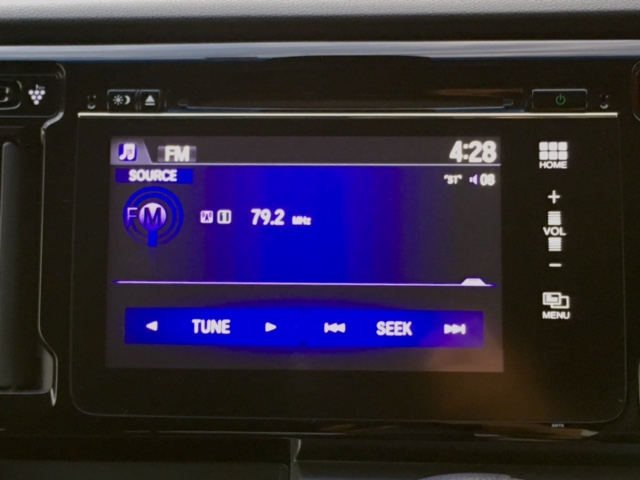 FM 4:28
SOURCE "ST" 08
FM 79.2 MHz
TUNE SEEK
HOME
+
VOL
−
MENU